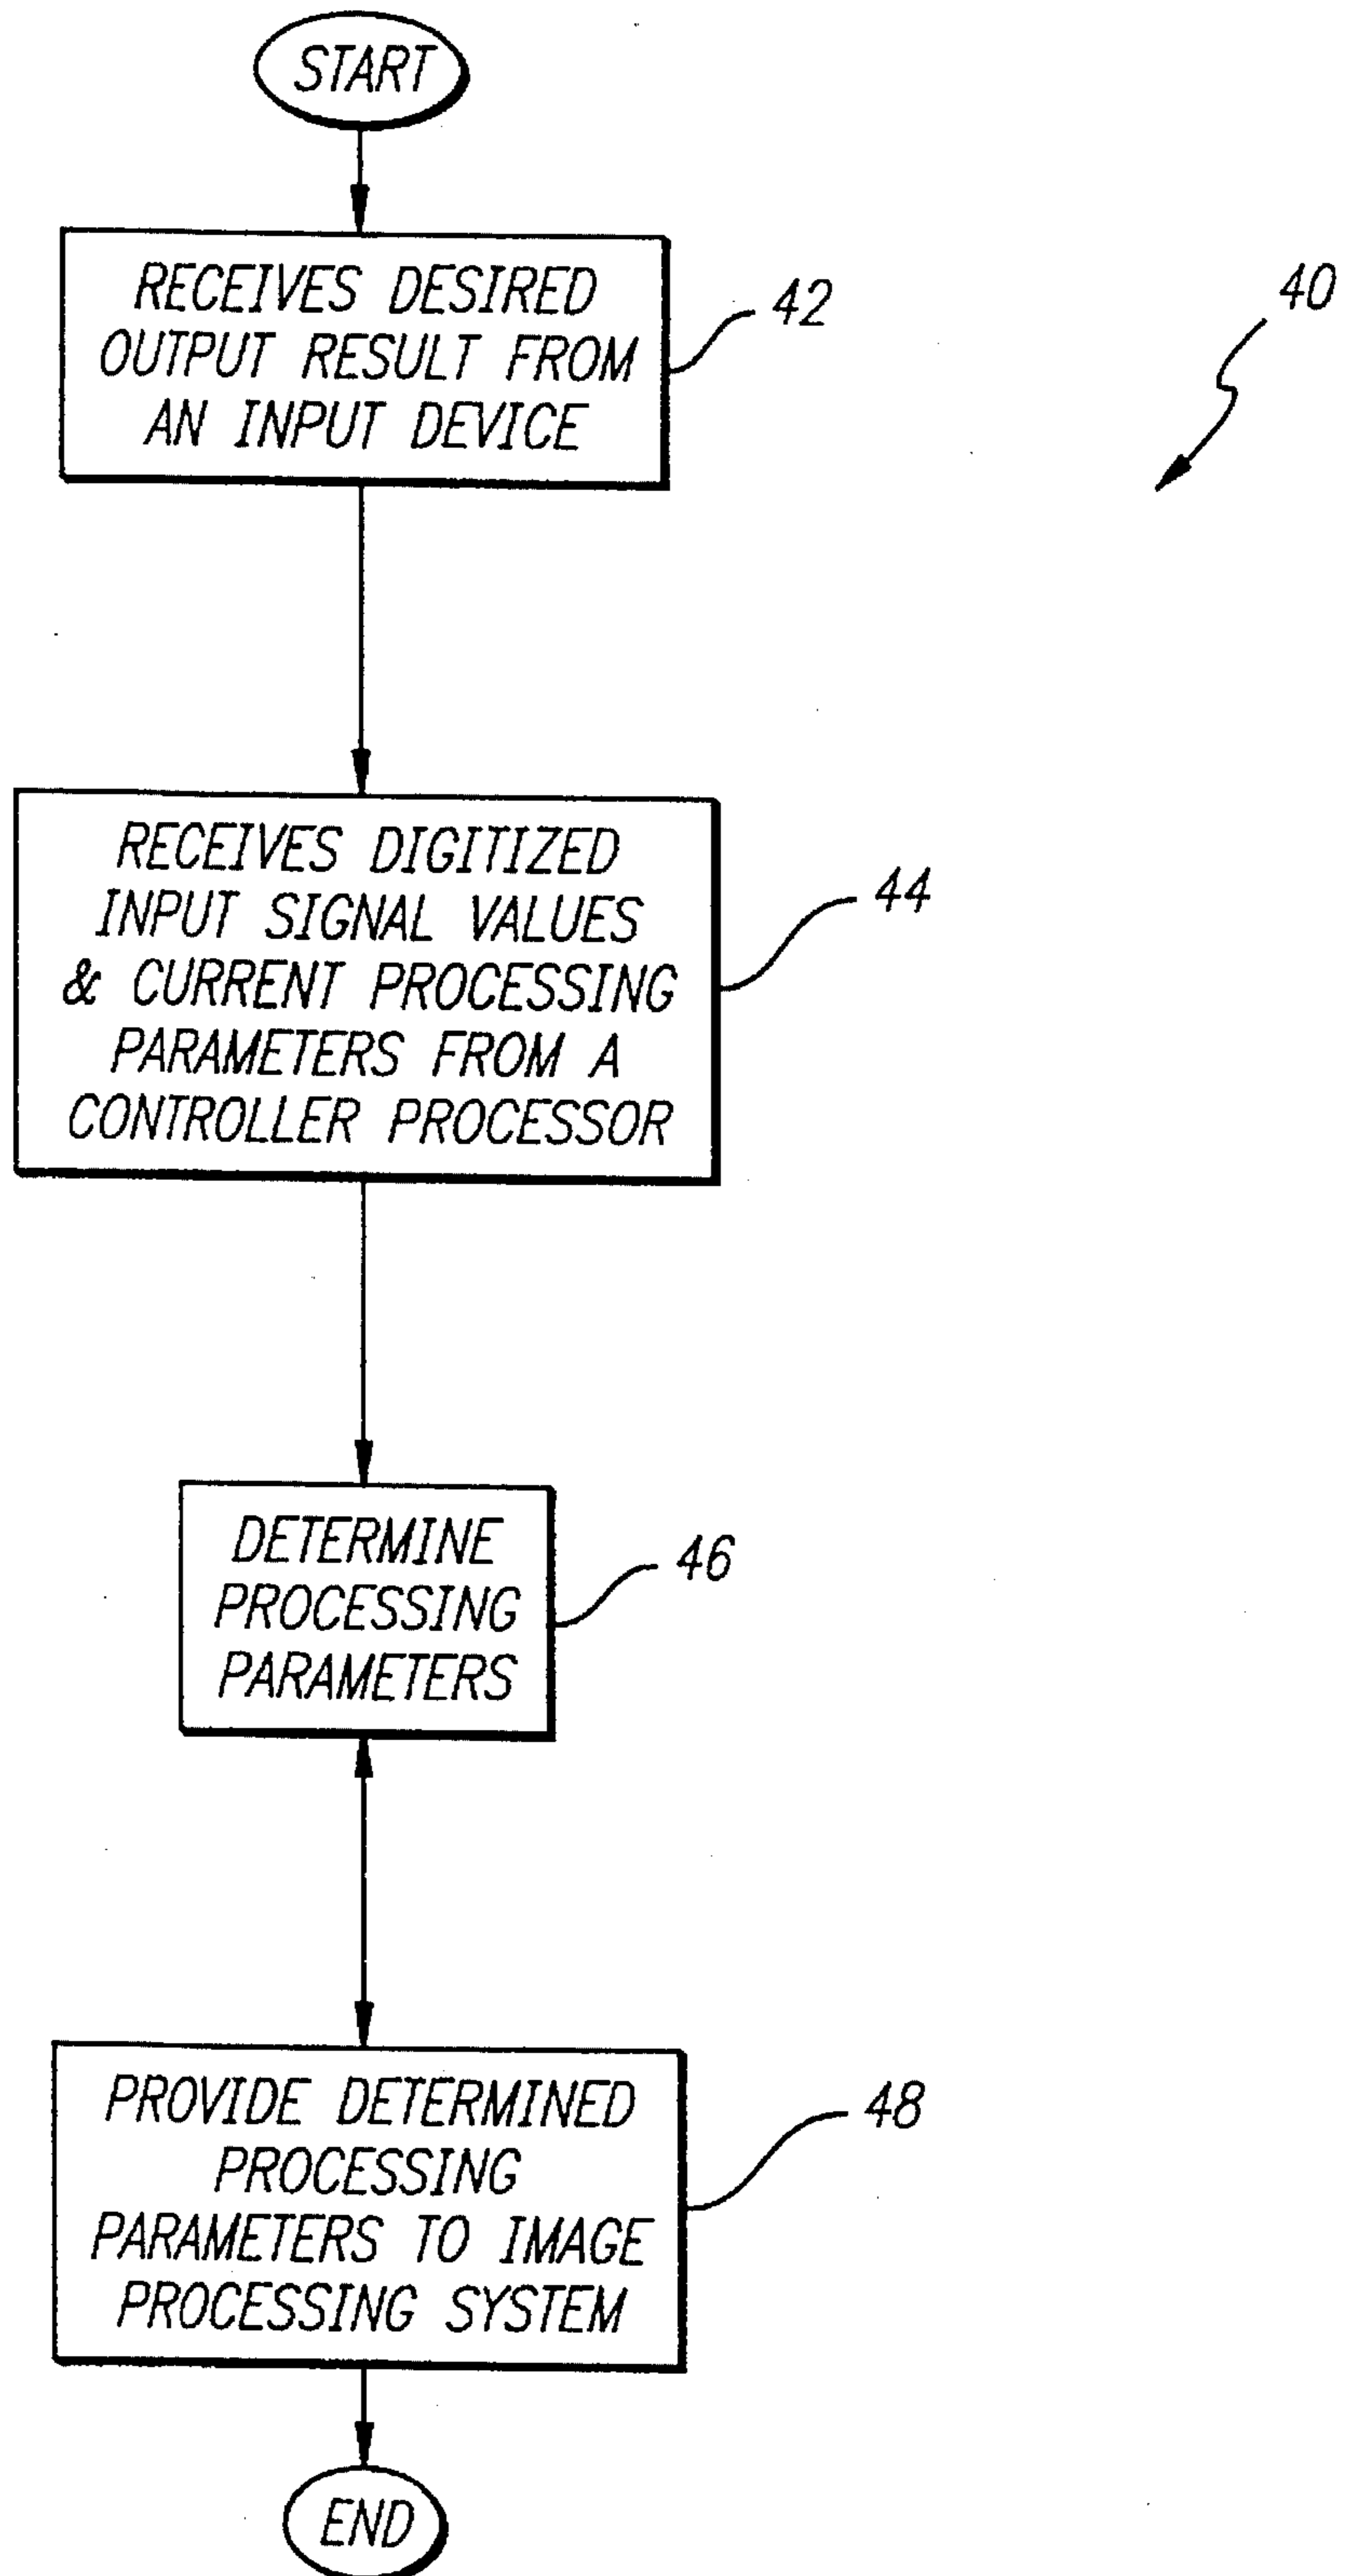 START
RECEIVES DESIRED
OUTPUT RESULT FROM
AN INPUT DEVICE
42
40
RECEIVES DIGITIZED
INPUT SIGNAL VALUES
& CURRENT PROCESSING
PARAMETERS FROM A
CONTROLLER PROCESSOR
44
DETERMINE
PROCESSING
PARAMETERS
46
PROVIDE DETERMINED
PROCESSING
PARAMETERS TO IMAGE
PROCESSING SYSTEM
48
END